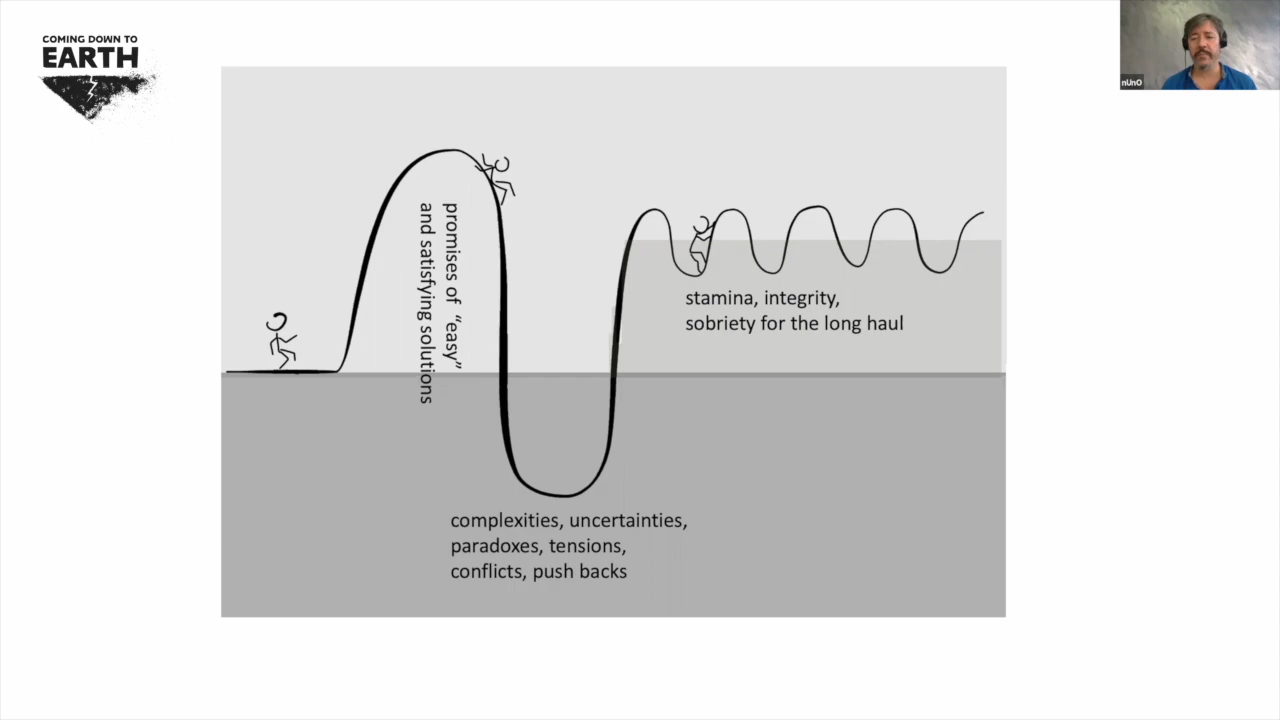 COMING DOWN TO
EARTH
nUnO
promises of “easy”
and satisfying solutions
stamina, integrity,
sobriety for the long haul
complexities, uncertainties,
paradoxes, tensions,
conflicts, push backs